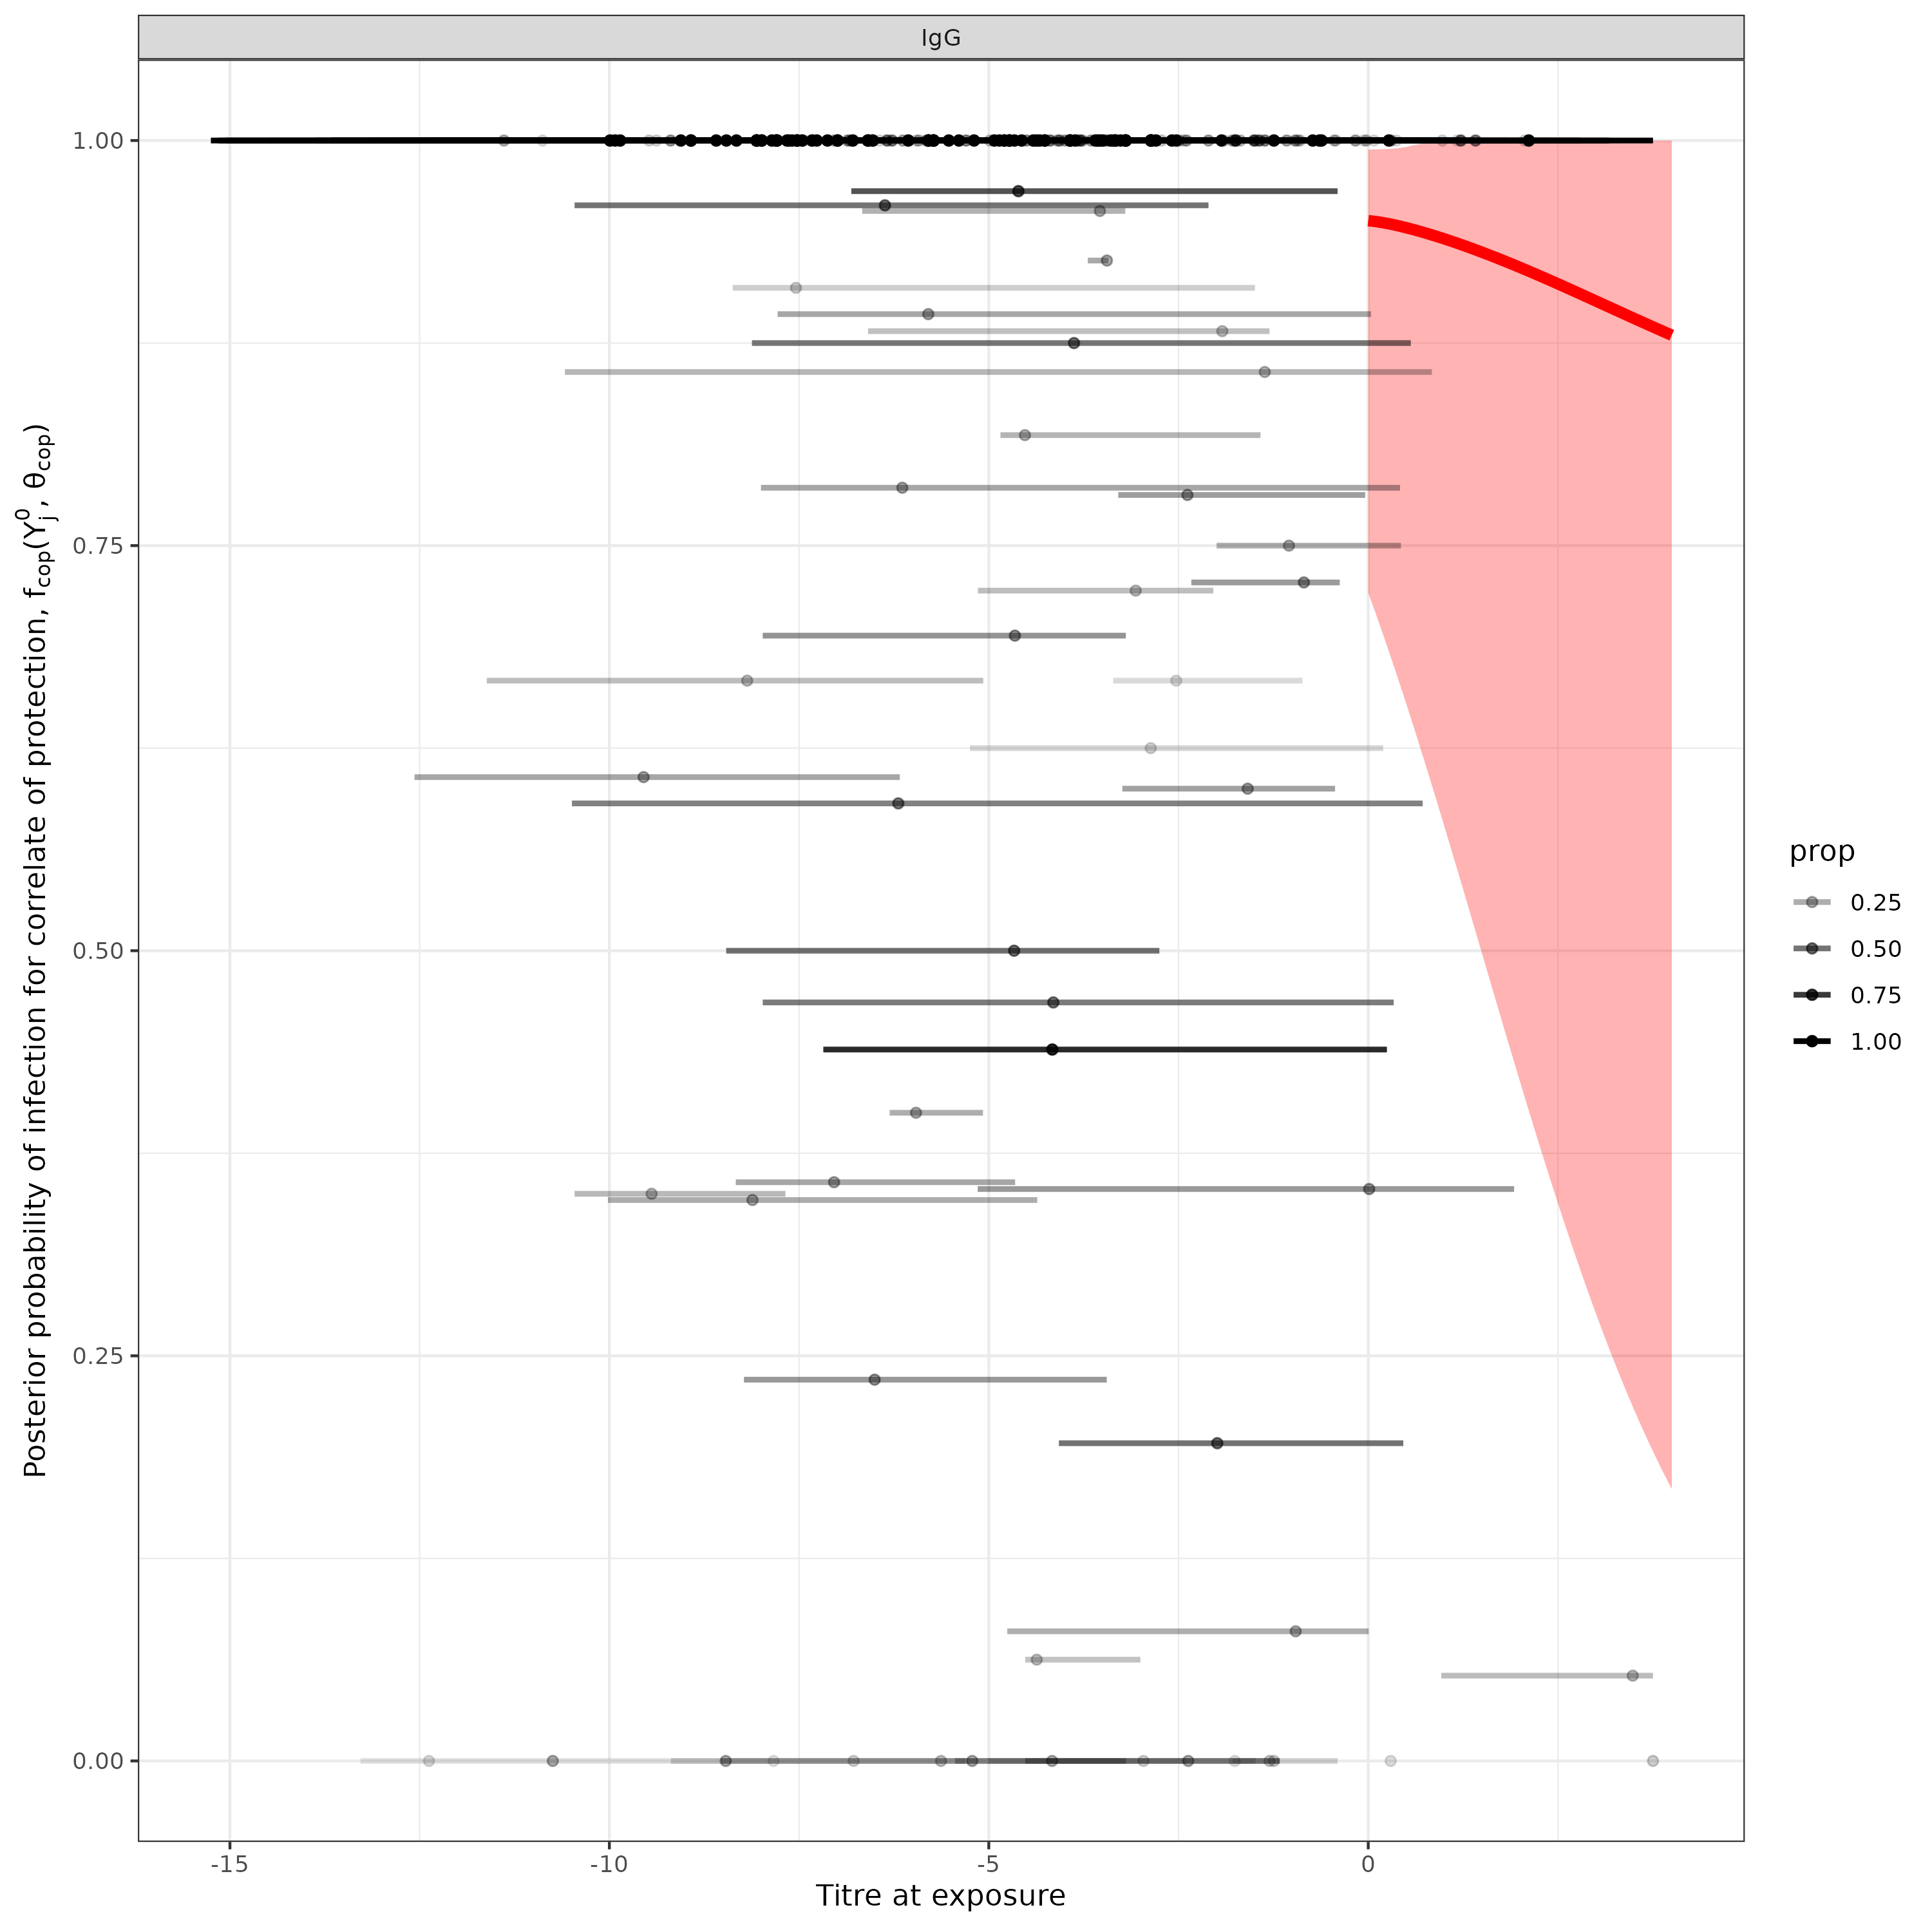 IgG
Posterior probability of infection for correlate of protection, f_cop(Y_j^0, θ_cop)
1.00
0.75
0.50
0.25
0.00
-15 -10 -5 0
Titre at exposure
prop
0.25
0.50
0.75
1.00